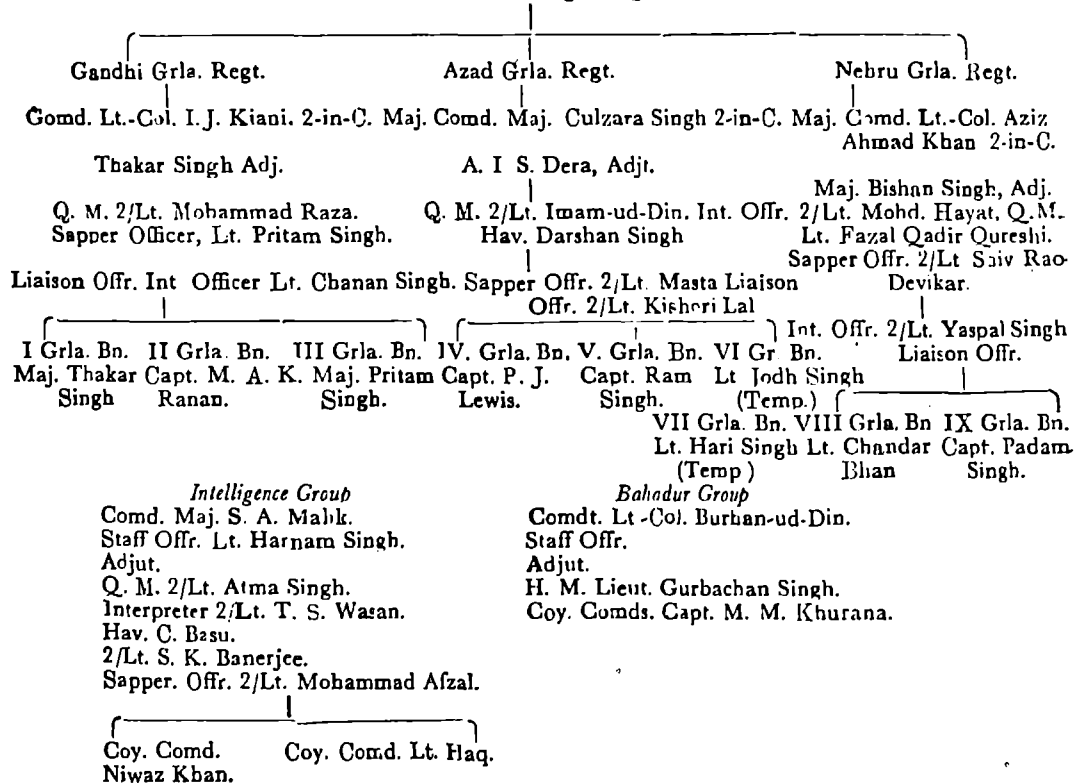 Gandhi Grla. Regt. Azad Grla. Regt. Nehru Grla. Regt.
Comd. Lt.-Col. I. J. Kiani. 2-in-C. Maj. Comd. Maj. Culzara Singh 2-in-C. Maj. Comd. Lt.-Col. Aziz
Ahmad Khan 2-in-C.
Thakar Singh Adj. A. I S. Dera, Adjt.
Maj. Bishan Singh, Adj.
Q. M. 2/Lt. Mohammad Raza. Q. M. 2/Lt. Imam-ud-Din. Int. Offr. 2/Lt. Mohd. Hayat. Q.M.
Sapper Officer, Lt. Pritam Singh. Hav. Darshan Singh Lt. Fazal Qadir Qureshi.
Sapper Offr. 2/Lt Saiv Rao
Liaison Offr. Int Officer Lt. Chanan Singh. Sapper Offr. 2/Lt. Masta Liaison Devikar.
Offr. 2/Lt. Kishori Lal
Int. Offr. 2/Lt. Yaspal Singh
I Grla. Bn. II Grla. Bn. III Grla. Bn. IV. Grla. Bn. V. Grla. Bn. VI Gr Bn. Liaison Offr.
Maj. Thakar Capt. M. A. K. Maj. Pritam Capt. P. J. Capt. Ram Lt Jodh Singh
Singh Ranan. Singh. Lewis. Singh. (Temp.)
VII Grla. Bn. VIII Grla. Bn IX Grla. Bn.
Lt. Hari Singh Lt. Chandar Capt. Padam
(Temp) Bhan Singh.
Intelligence Group Bahadur Group
Comd. Maj. S. A. Malik. Comdt. Lt-Col. Burhan-ud-Din.
Staff Offr. Lt. Harnam Singh. Staff Offr.
Adjut. Adjut.
Q. M. 2/Lt. Atma Singh. H. M. Lieut. Gurbachan Singh.
Interpreter 2/Lt. T. S. Wasan. Coy. Comds. Capt. M. M. Khurana.
Hav. C. Basu.
2/Lt. S. K. Banerjee.
Sapper. Offr. 2/Lt. Mohammad Afzal.
Coy. Comd. Coy. Comd. Lt. Haq.
Niwaz Khan.